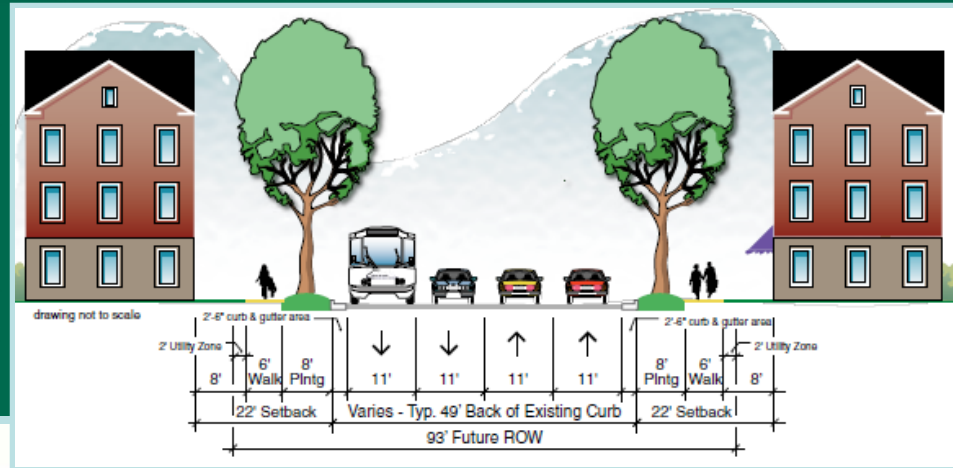 drawing not to scale
2'-6" curb & gutter area
2'-6" curb & gutter area
2' Utility Zone
2' Utility Zone
8'
6'
Walk
8'
Plntg
11'
11'
11'
11'
8'
Plntg
6'
Walk
8'
22' Setback
Varies - Typ. 49' Back of Existing Curb
22' Setback
93' Future ROW